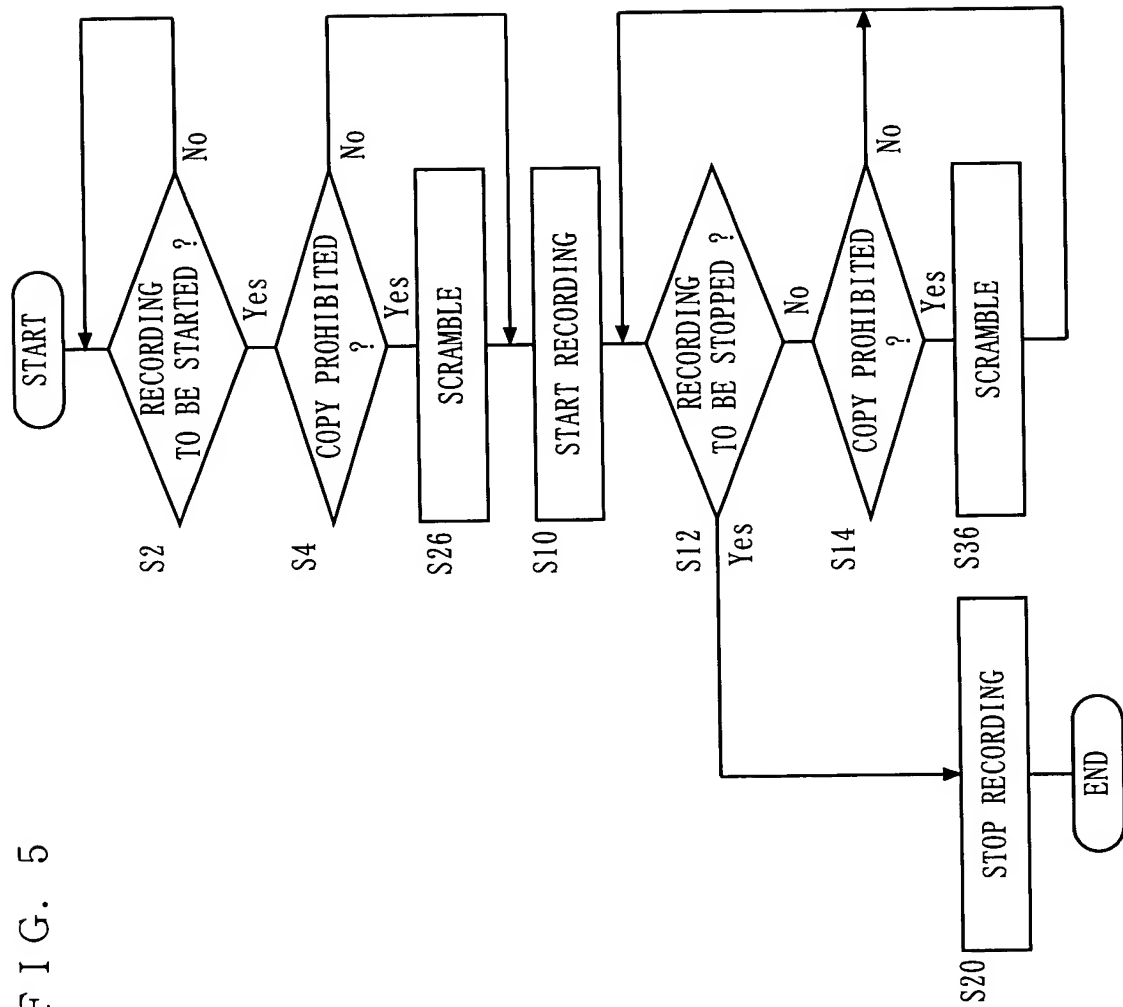 FIG. 5
START
S2
RECORDING
TO BE STARTED ?
No
Yes
S4
COPY PROHIBITED
?
No
Yes
S26
SCRAMBLE
S10
START RECORDING
S12
RECORDING
TO BE STOPPED ?
Yes
No
S14
COPY PROHIBITED
?
No
Yes
S36
SCRAMBLE
S20
STOP RECORDING
END